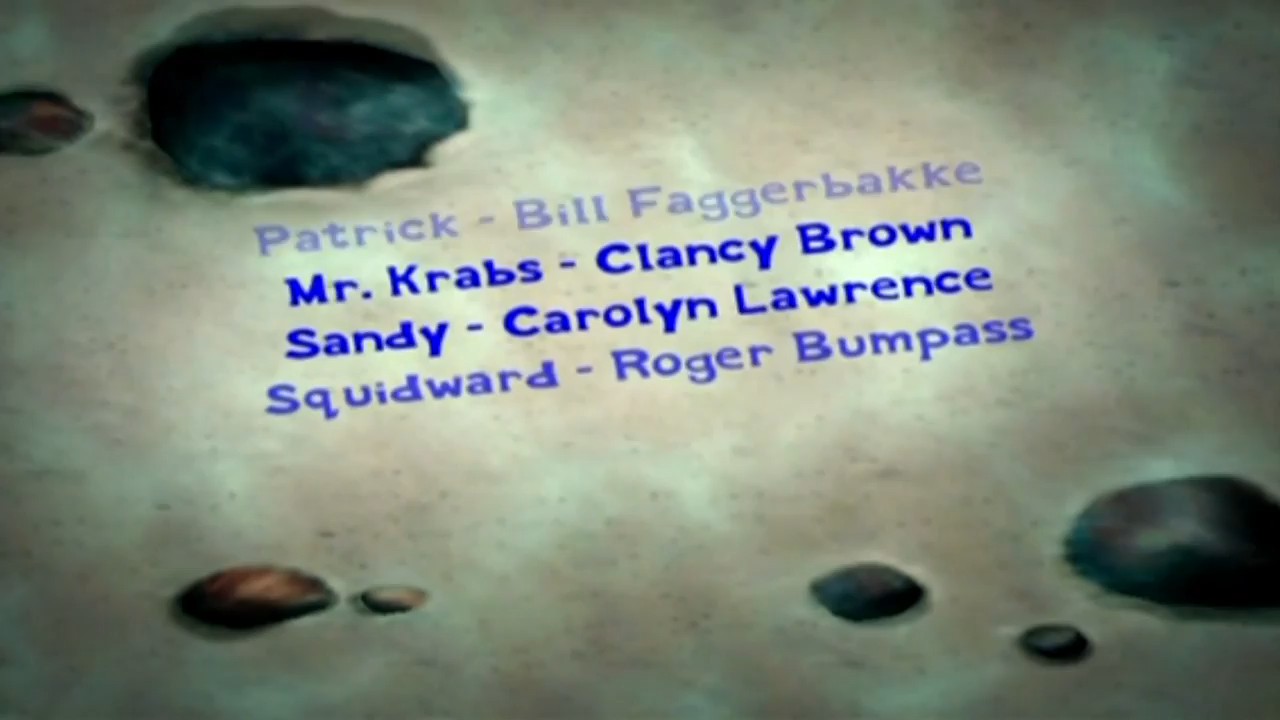 Patrick - Bill Faggerbakke
Mr. Krabs - Clancy Brown
Sandy - Carolyn Lawrence
Squidward - Roger Bumpass